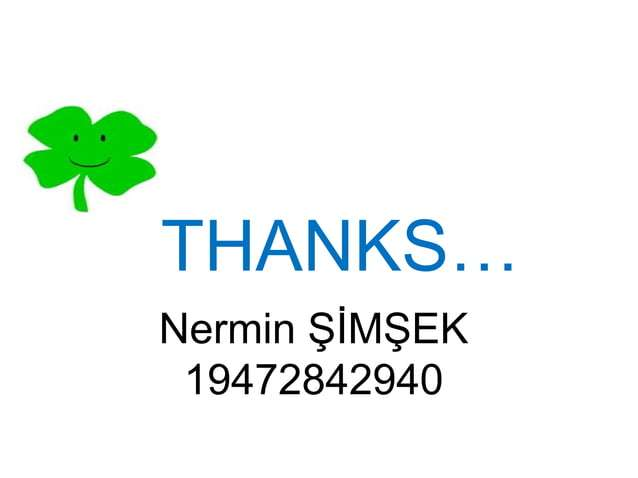 THANKS…
Nermin ŞİMŞEK
19472842940